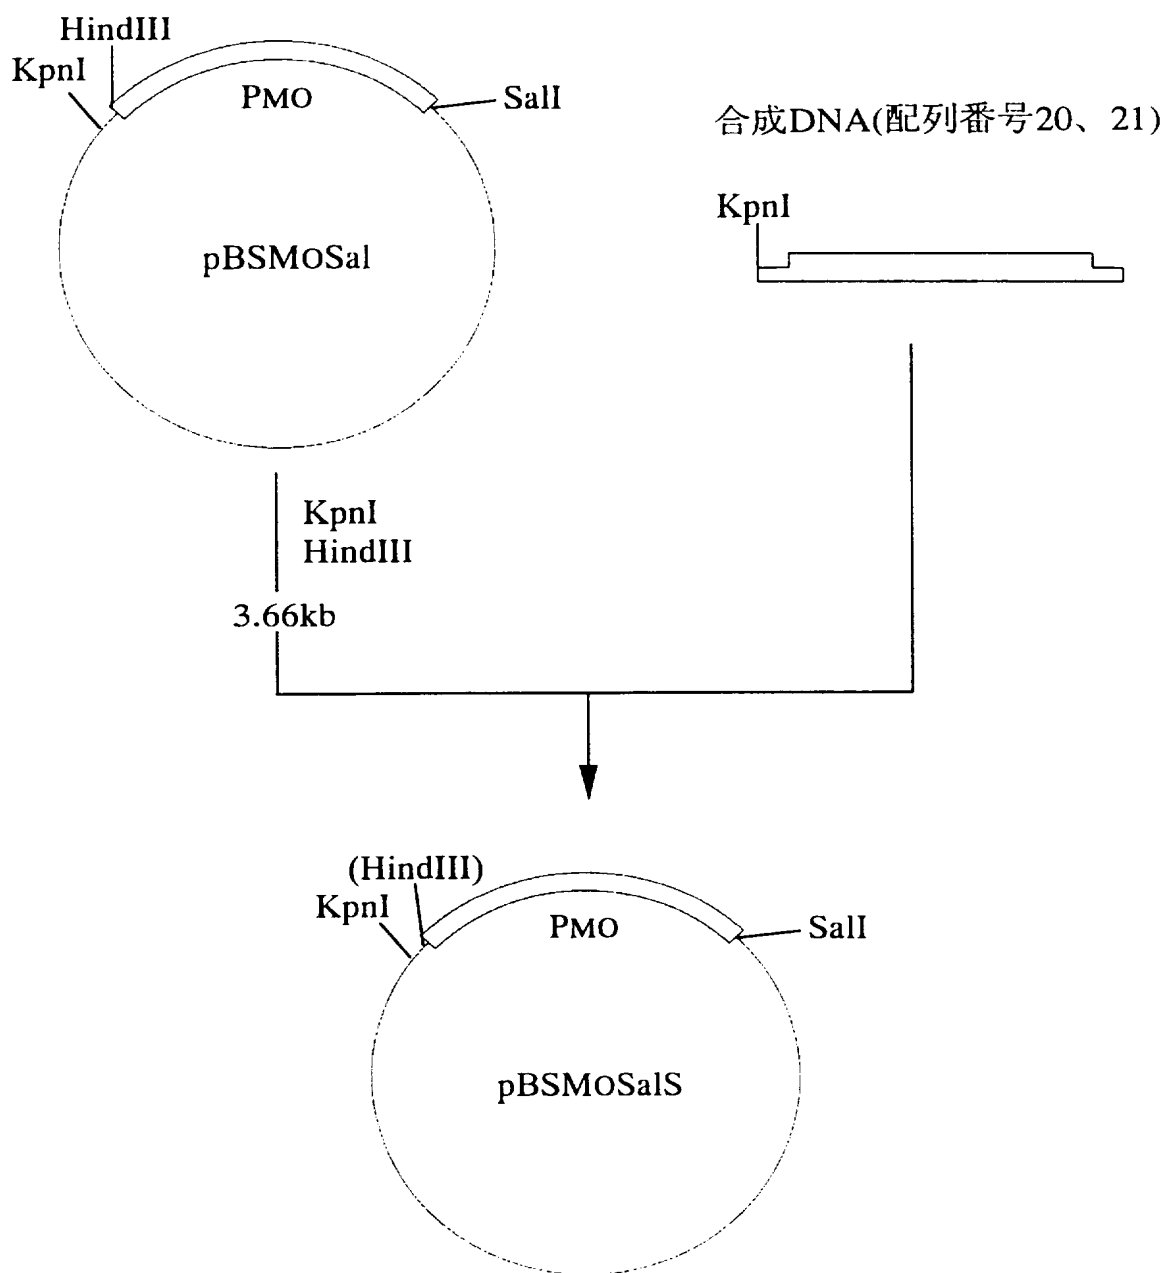 HindIII
KpnI
PMO
SalI
pBSMOSal
合成DNA(配列番号20、21)
KpnI
KpnI
HindIII
3.66kb
(HindIII)
KpnI
PMO
SalI
pBSMOSalS